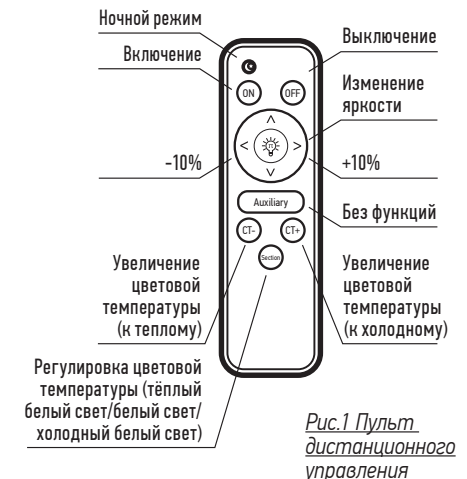 Ночной режим
Включение
Выключение
ON
OFF
Изменение
яркости
-10%
+10%
Auxiliary
Без функций
CT-
CT+
Section
Увеличение
цветовой
температуры
(к теплому)
Увеличение
цветовой
температуры
(к холодному)
Регулировка цветовой
температуры (тёплый
белый свет/белый свет/
холодный белый свет)
Рис.1 Пульт
дистанционного
управления